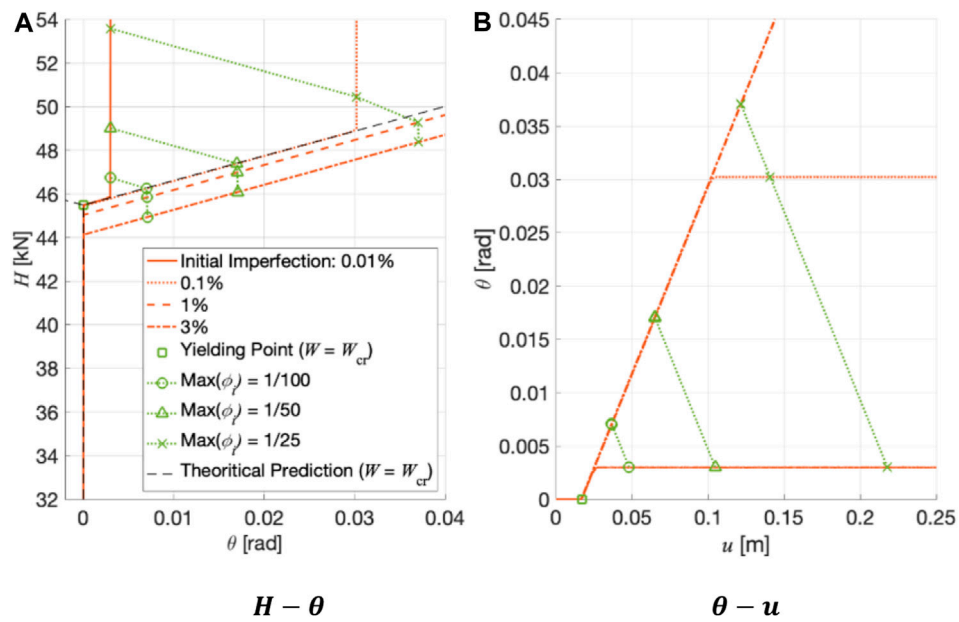 A
54
52
50
48
46
44
42
40
38
36
34
32
H [kN]
0
0.01
0.02
0.03
0.04
θ [rad]
Initial Imperfection: 0.01%
0.1%
1%
3%
Yielding Point (W = Wcr)
Max(ϕi) = 1/100
Max(ϕi) = 1/50
Max(ϕi) = 1/25
Theoritical Prediction (W = Wcr)
H − θ
B
0.045
0.04
0.035
0.03
0.025
0.02
0.015
0.01
0.005
0
θ [rad]
0
0.05
0.1
0.15
0.2
0.25
u [m]
θ − u